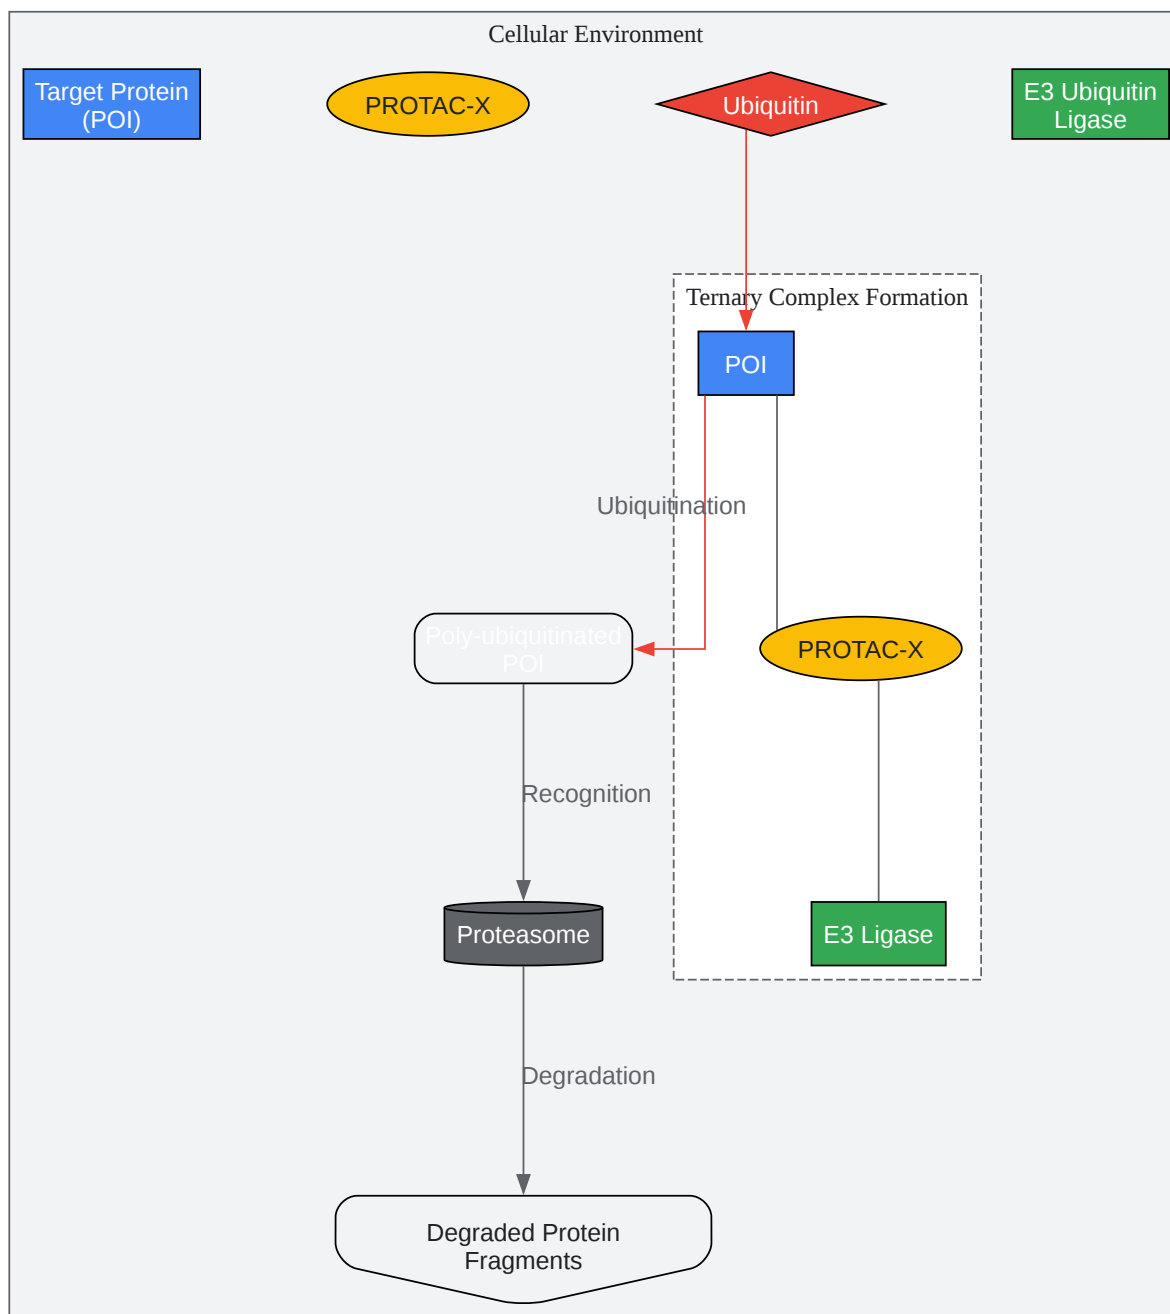 Cellular Environment
Target Protein
(POI)
PROTAC-X
Ubiquitin
E3 Ubiquitin
Ligase
Ternary Complex Formation
POI
Ubiquitination
Poly-ubiquitinated
POI
PROTAC-X
Recognition
Proteasome
E3 Ligase
Degradation
Degraded Protein
Fragments